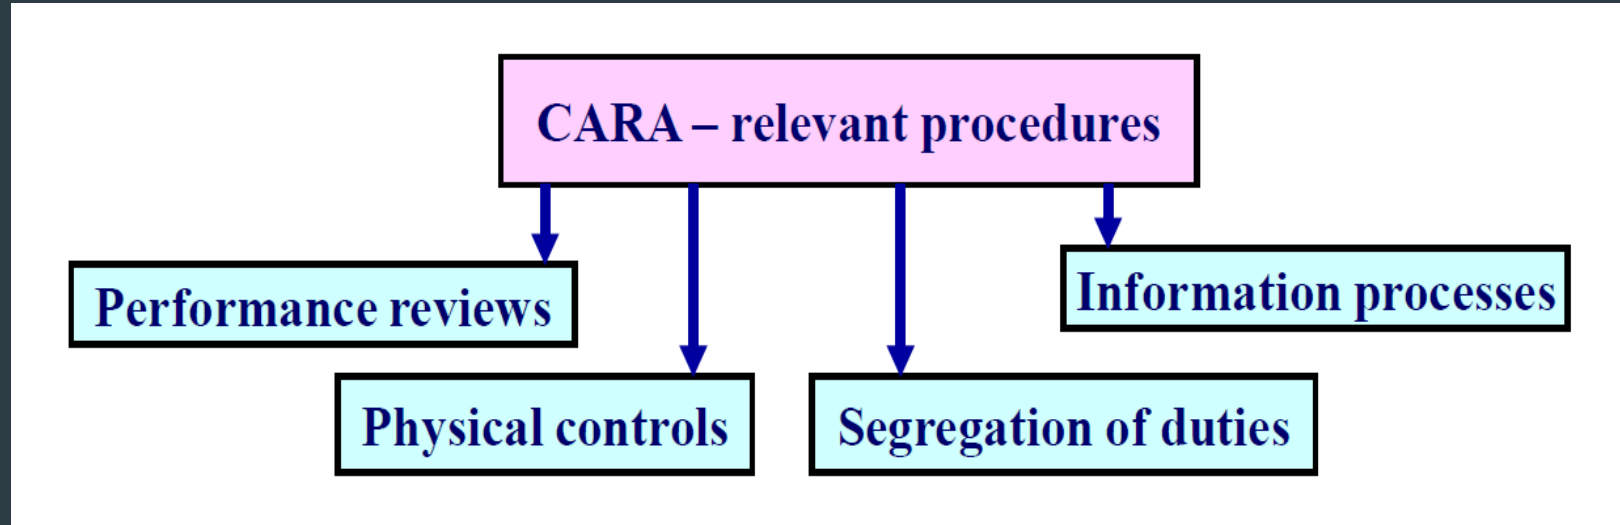 CARA – relevant procedures
Performance reviews
Information processes
Physical controls
Segregation of duties